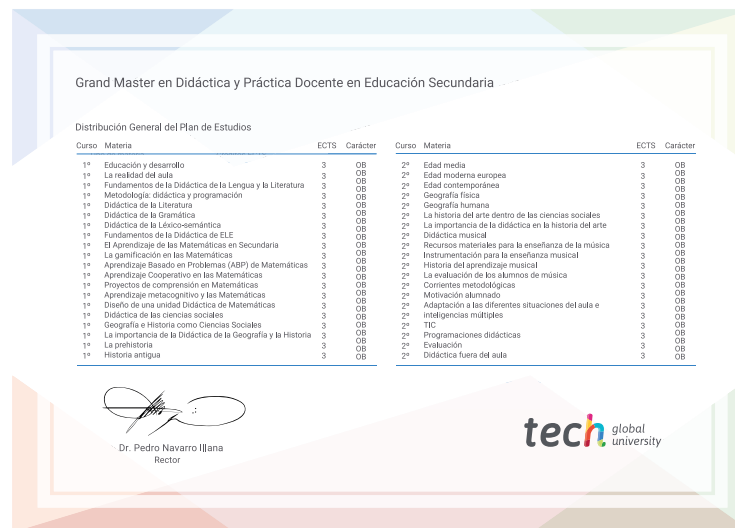 Grand Master en Didáctica y Práctica Docente en Educación Secundaria
Distribución General del Plan de Estudios
Curso Materia ECTS Carácter
1º Educación y desarrollo 3 OB
1º La realidad del aula 3 OB
1º Fundamentos de la Didáctica de la Lengua y la Literatura 3 OB
1º Metodología: didáctica y programación 3 OB
1º Didáctica de la Literatura 3 OB
1º Didáctica de la Gramática 3 OB
1º Didáctica de la Léxico-semántica 3 OB
1º Fundamentos de la Didáctica de ELE 3 OB
1º El Aprendizaje de las Matemáticas en Secundaria 3 OB
1º La gamificación en las Matemáticas 3 OB
1º Aprendizaje Basado en Problemas (ABP) de Matemáticas 3 OB
1º Aprendizaje Cooperativo en las Matemáticas 3 OB
1º Proyectos de comprensión en Matemáticas 3 OB
1º Aprendizaje metacognitivo y las Matemáticas 3 OB
1º Diseño de una unidad Didáctica de Matemáticas 3 OB
1º Didáctica de las ciencias sociales 3 OB
1º Geografía e Historia como Ciencias Sociales 3 OB
1º La importancia de la Didáctica de la Geografía y la Historia 3 OB
1º La prehistoria 3 OB
1º Historia antigua 3 OB
Curso Materia ECTS Carácter
2º Edad media 3 OB
2º Edad moderna europea 3 OB
2º Edad contemporánea 3 OB
2º Geografía física 3 OB
2º Geografía humana 3 OB
2º La historia del arte dentro de las ciencias sociales 3 OB
2º La importancia de la didáctica en la historia del arte 3 OB
2º Didáctica musical 3 OB
2º Recursos materiales para la enseñanza de la música 3 OB
2º Instrumentación para la enseñanza musical 3 OB
2º Historia del aprendizaje musical 3 OB
2º La evaluación de los alumnos de música 3 OB
2º Corrientes metodológicas 3 OB
2º Motivación alumnado 3 OB
2º Adaptación a las diferentes situaciones del aula e 3 OB
2º inteligencias múltiples 3 OB
2º TIC 3 OB
2º Programaciones didácticas 3 OB
2º Evaluación 3 OB
2º Didáctica fuera del aula 3 OB
Dr. Pedro Navarro Illana
Rector
tech global university